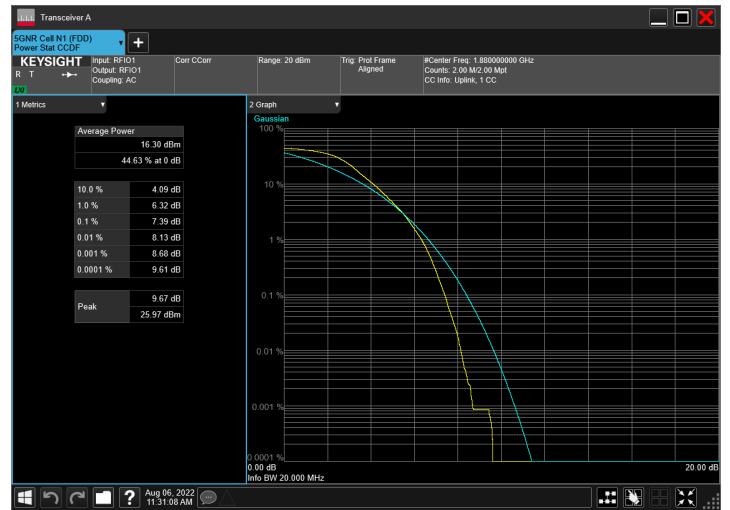 Transceiver A
5GNR Cell N1 (FDD)
Power Stat CCDF
KEYSIGHT
R T
LXI
Input: RFIO1
Output: RFIO1
Coupling: AC
Corr CCorr
Range: 20 dBm
Trig: Prot Frame
Aligned
#Center Freq: 1.880000000 GHz
Counts: 2.00 M/2.00 Mpt
CC Info: Uplink, 1 CC
1 Metrics
Average Power
16.30 dBm
44.63 % at 0 dB
10.0 % 4.09 dB
1.0 % 6.32 dB
0.1 % 7.39 dB
0.01 % 8.13 dB
0.001 % 8.68 dB
0.0001 % 9.61 dB
Peak
9.67 dB
25.97 dBm
2 Graph
Gaussian
100 %
10 %
1 %
0.1 %
0.01 %
0.001 %
0.0001 %
0.00 dB 20.00 dB
Info BW 20.000 MHz
? Aug 06, 2022
11:31:08 AM